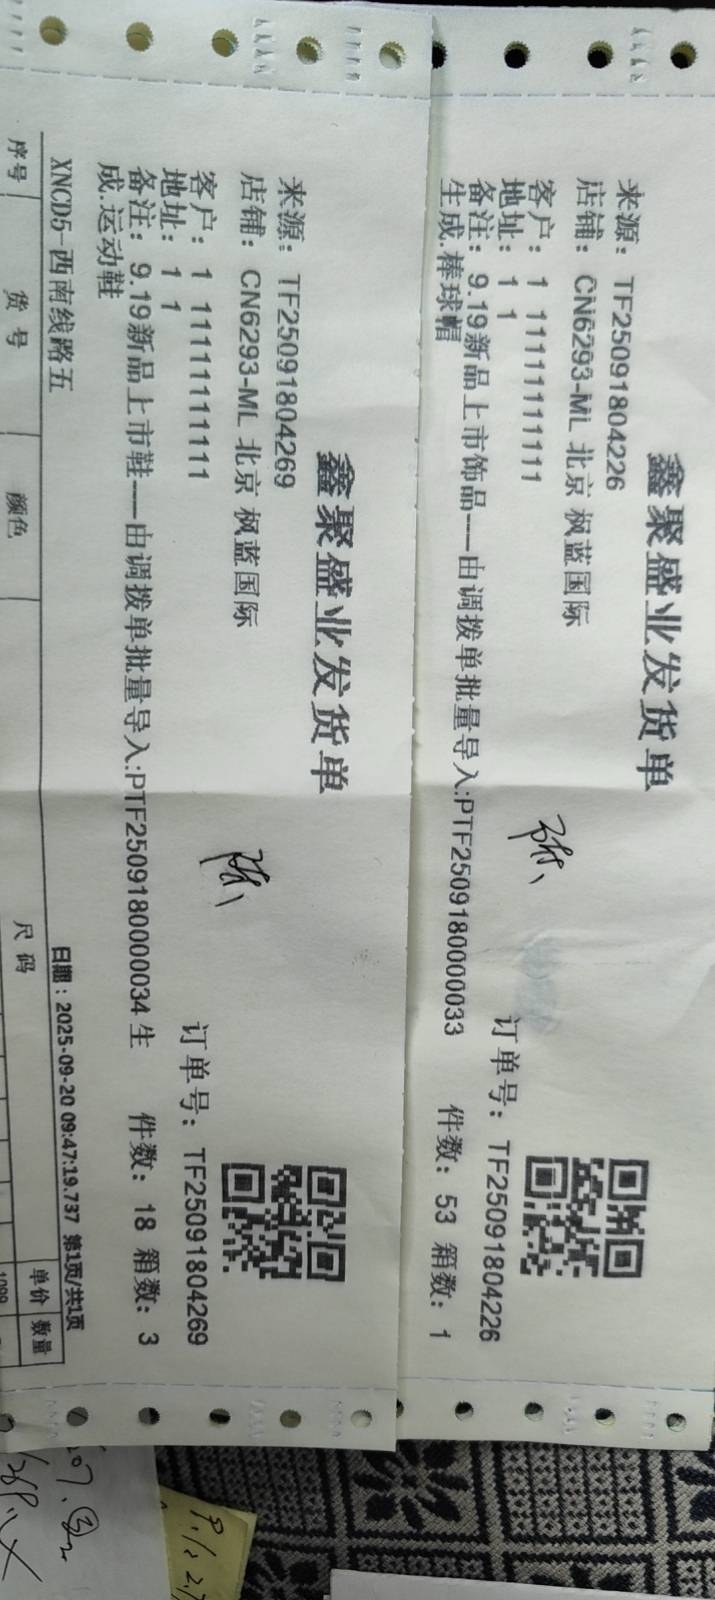 鑫聚盛业发货单
来源：TF25091804226
店铺：CN6293-ML 北京 枫蓝国际
订单号：TF25091804226
客户：1 11111111111
地址：1 1
备注：9.19新品上市饰品---由调拨单批量导入:PTF2509180000033
生成.棒球帽
件数：53 箱数：1
鑫聚盛业发货单
来源：TF25091804269
店铺：CN6293-ML 北京 枫蓝国际
订单号：TF25091804269
客户：1 11111111111
地址：1 1
备注：9.19新品上市鞋---由调拨单批量导入:PTF2509180000034 生
成.运动鞋
件数：18 箱数：3
XNCD5-西南线路五
日期：2025-09-20 09:47:19.737 第1页/共1页
序号 货号 颜色 尺码 单价 数量